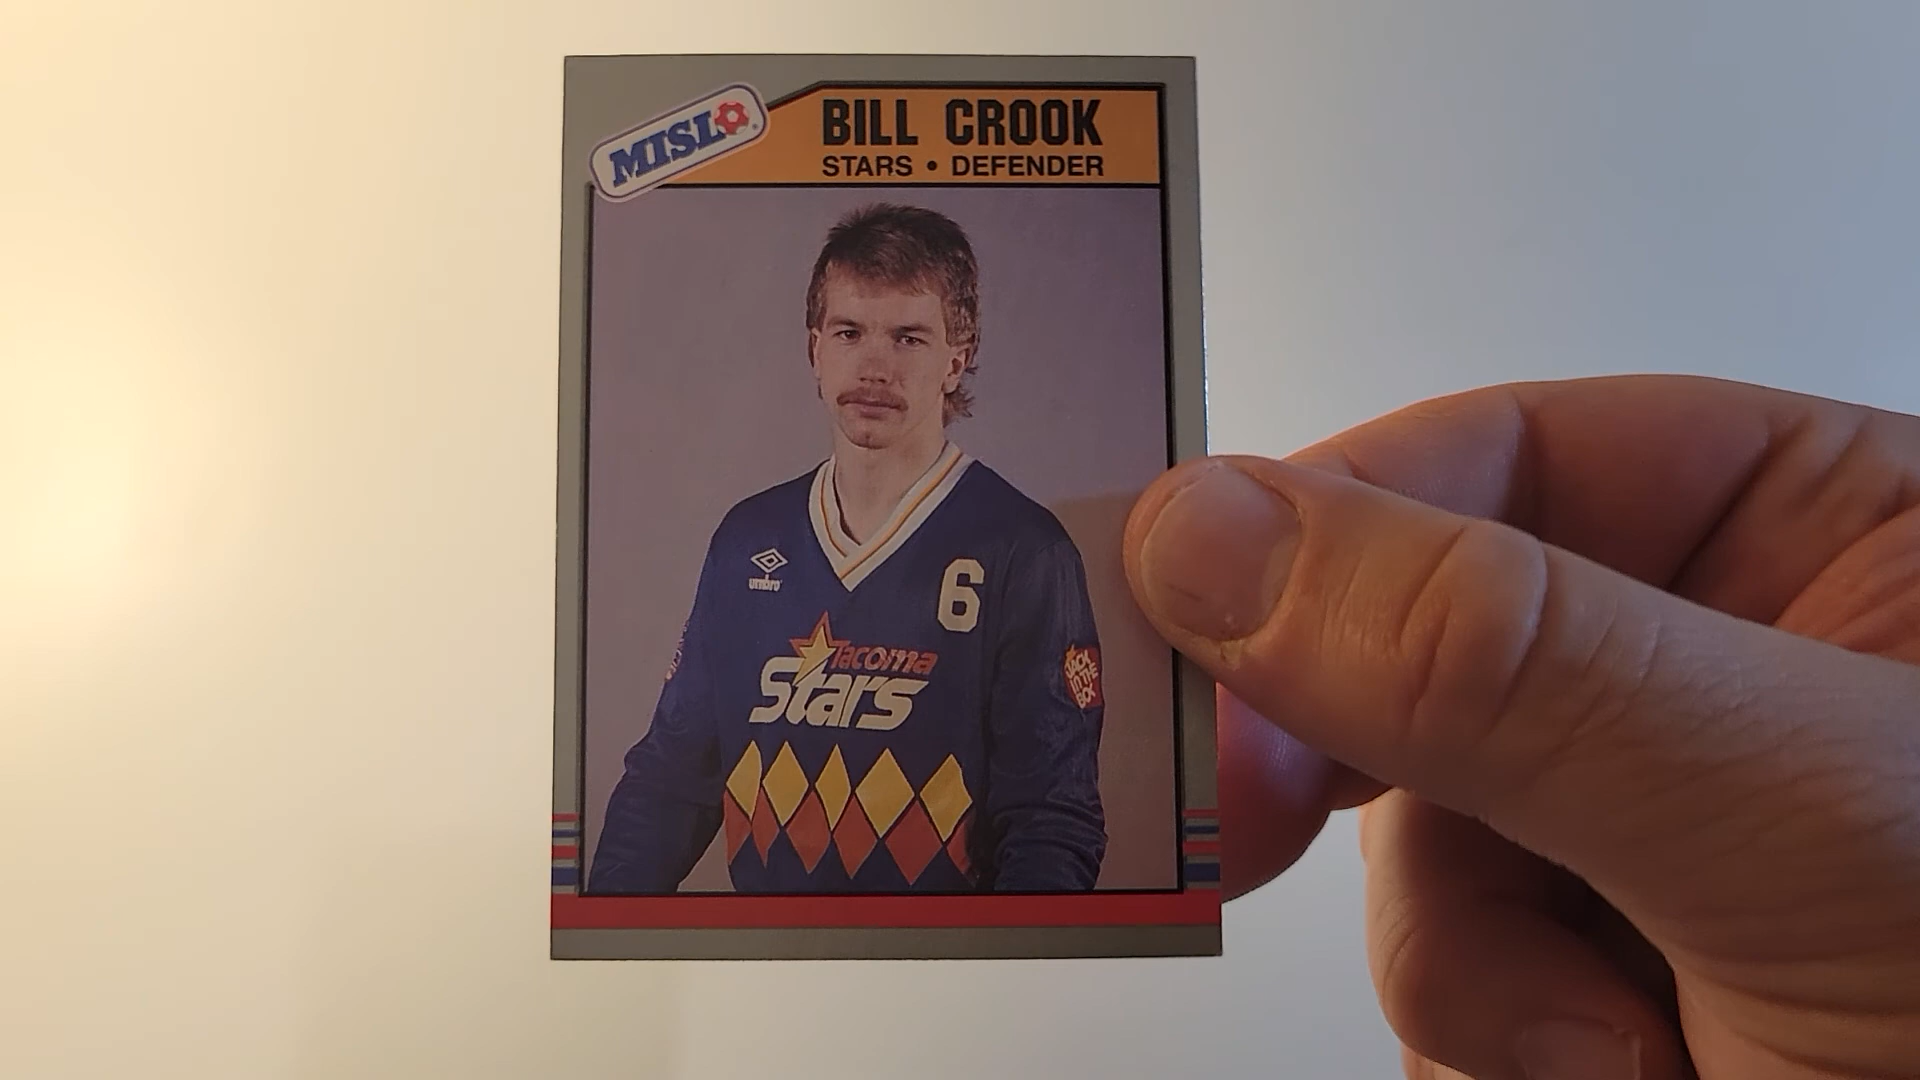 MISL
BILL CROOK
STARS • DEFENDER
umbro
6
Tacoma
Stars
JACK
IN THE
BOX